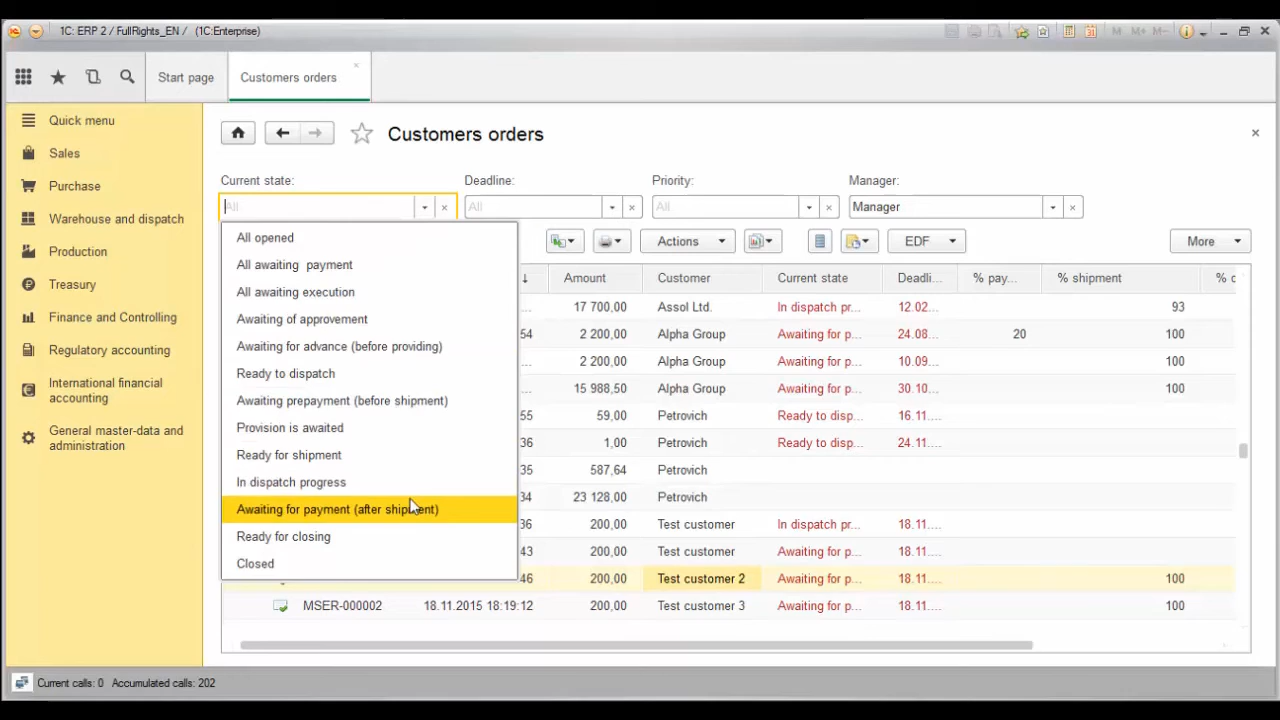 1C: ERP 2 / FullRights_EN / (1C:Enterprise)
M M+ M-
Start page
Customers orders
Quick menu
Sales
Purchase
Warehouse and dispatch
Production
Treasury
Finance and Controlling
Regulatory accounting
International financial
accounting
General master-data and
administration
Customers orders
Current state: Deadline: Priority: Manager:
All All All Manager
Actions EDF More
All opened
All awaiting payment
All awaiting execution
Awaiting of approvement
Awaiting for advance (before providing)
Ready to dispatch
Awaiting prepayment (before shipment)
Provision is awaited
Ready for shipment
In dispatch progress
Awaiting for payment (after shipment)
Ready for closing
Closed
↓ Amount Customer Current state Deadli... % pay... % shipment % c
... 17 700,00 Assol Ltd. In dispatch pr... 12.02.... 93
54 2 200,00 Alpha Group Awaiting for p... 24.08.... 20 100
... 2 200,00 Alpha Group Awaiting for p... 10.09.... 100
... 15 988,50 Alpha Group Awaiting for p... 30.10.... 100
55 59,00 Petrovich Ready to disp... 16.11....
36 1,00 Petrovich Ready to disp... 24.11....
35 587,64 Petrovich
34 23 128,00 Petrovich
36 200,00 Test customer In dispatch pr... 18.11....
43 200,00 Test customer Awaiting for p... 18.11....
46 200,00 Test customer 2 Awaiting for p... 18.11.... 100
MSER-000002 18.11.2015 18:19:12 200,00 Test customer 3 Awaiting for p... 18.11.... 100
Current calls: 0 Accumulated calls: 202